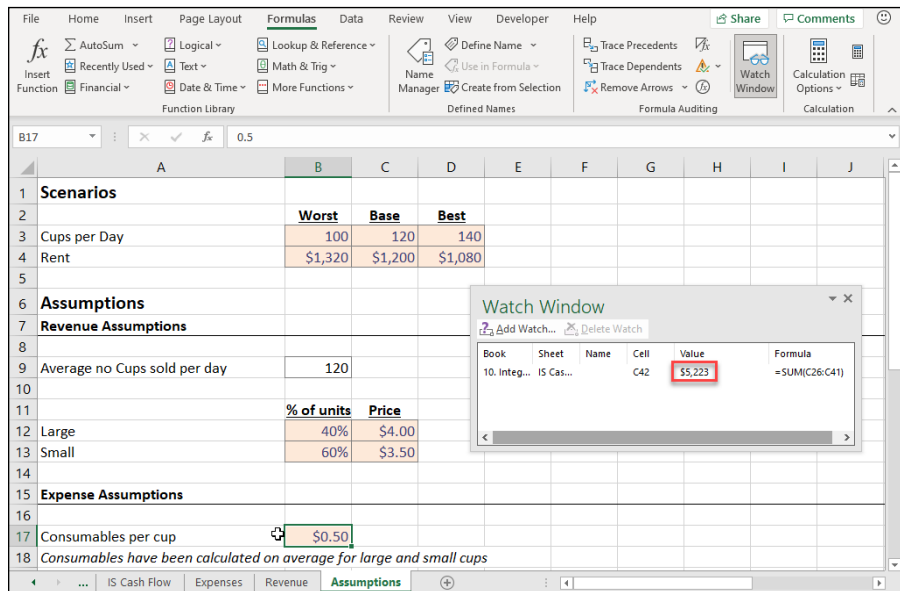 File Home Insert Page Layout Formulas Data Review View Developer Help Share Comments
fx Insert Function
AutoSum
Recently Used
Financial
Logical
Text
Date & Time
Lookup & Reference
Math & Trig
More Functions
Function Library
Name Manager
Define Name
Use in Formula
Create from Selection
Defined Names
Trace Precedents
Trace Dependents
Remove Arrows
fx
fx
Watch Window
Formula Auditing
Calculation Options
Calculation
B17 fx 0.5
A B C D E F G H I J
1 Scenarios
2 Worst Base Best
3 Cups per Day 100 120 140
4 Rent $1,320 $1,200 $1,080
5
6 Assumptions
7 Revenue Assumptions
8
9 Average no Cups sold per day 120
10
11 % of units Price
12 Large 40% $4.00
13 Small 60% $3.50
14
15 Expense Assumptions
16
17 Consumables per cup $0.50
18 Consumables have been calculated on average for large and small cups
Watch Window
Add Watch... Delete Watch
Book Sheet Name Cell Value Formula
10. Integ... IS Cas... C42 $5,223 =SUM(C26:C41)
... IS Cash Flow Expenses Revenue Assumptions